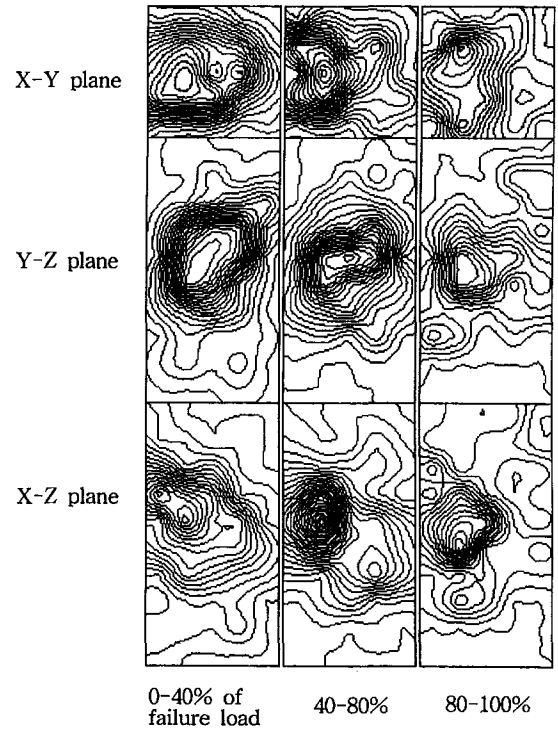 X-Y plane
Y-Z plane
X-Z plane
0-40% of
failure load
40-80%
80-100%